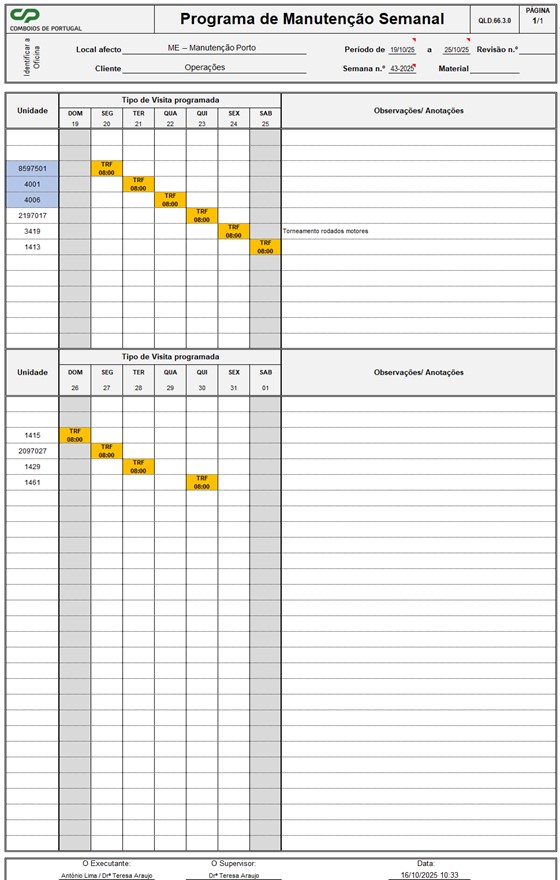 CP
COMBOIOS DE PORTUGAL
Programa de Manutenção Semanal
QLD.66.3.0
PÁGINA
1/1
Identificar a
Oficina
Local afecto ME – Manutenção Porto
Período de 19/10/25 a 25/10/25 Revisão n.º
Cliente Operações
Semana n.º 43-2025 Material
Unidade
Tipo de Visita programada
Observações/ Anotações
DOM SEG TER QUA QUI SEX SAB
19 20 21 22 23 24 25
8597501 TRF
08:00
4001 TRF
08:00
4006 TRF
08:00
2197017 TRF
08:00
3419 TRF
08:00
Torneamento rodados motores
1413 TRF
08:00
Unidade
Tipo de Visita programada
Observações/ Anotações
DOM SEG TER QUA QUI SEX SAB
26 27 28 29 30 31 01
1415 TRF
08:00
2097027 TRF
08:00
1429 TRF
08:00
1461 TRF
08:00
O Executante: O Supervisor: Data:
António Lima / Drª Teresa Araujo Drª Teresa Araujo 16/10/2025 10:33